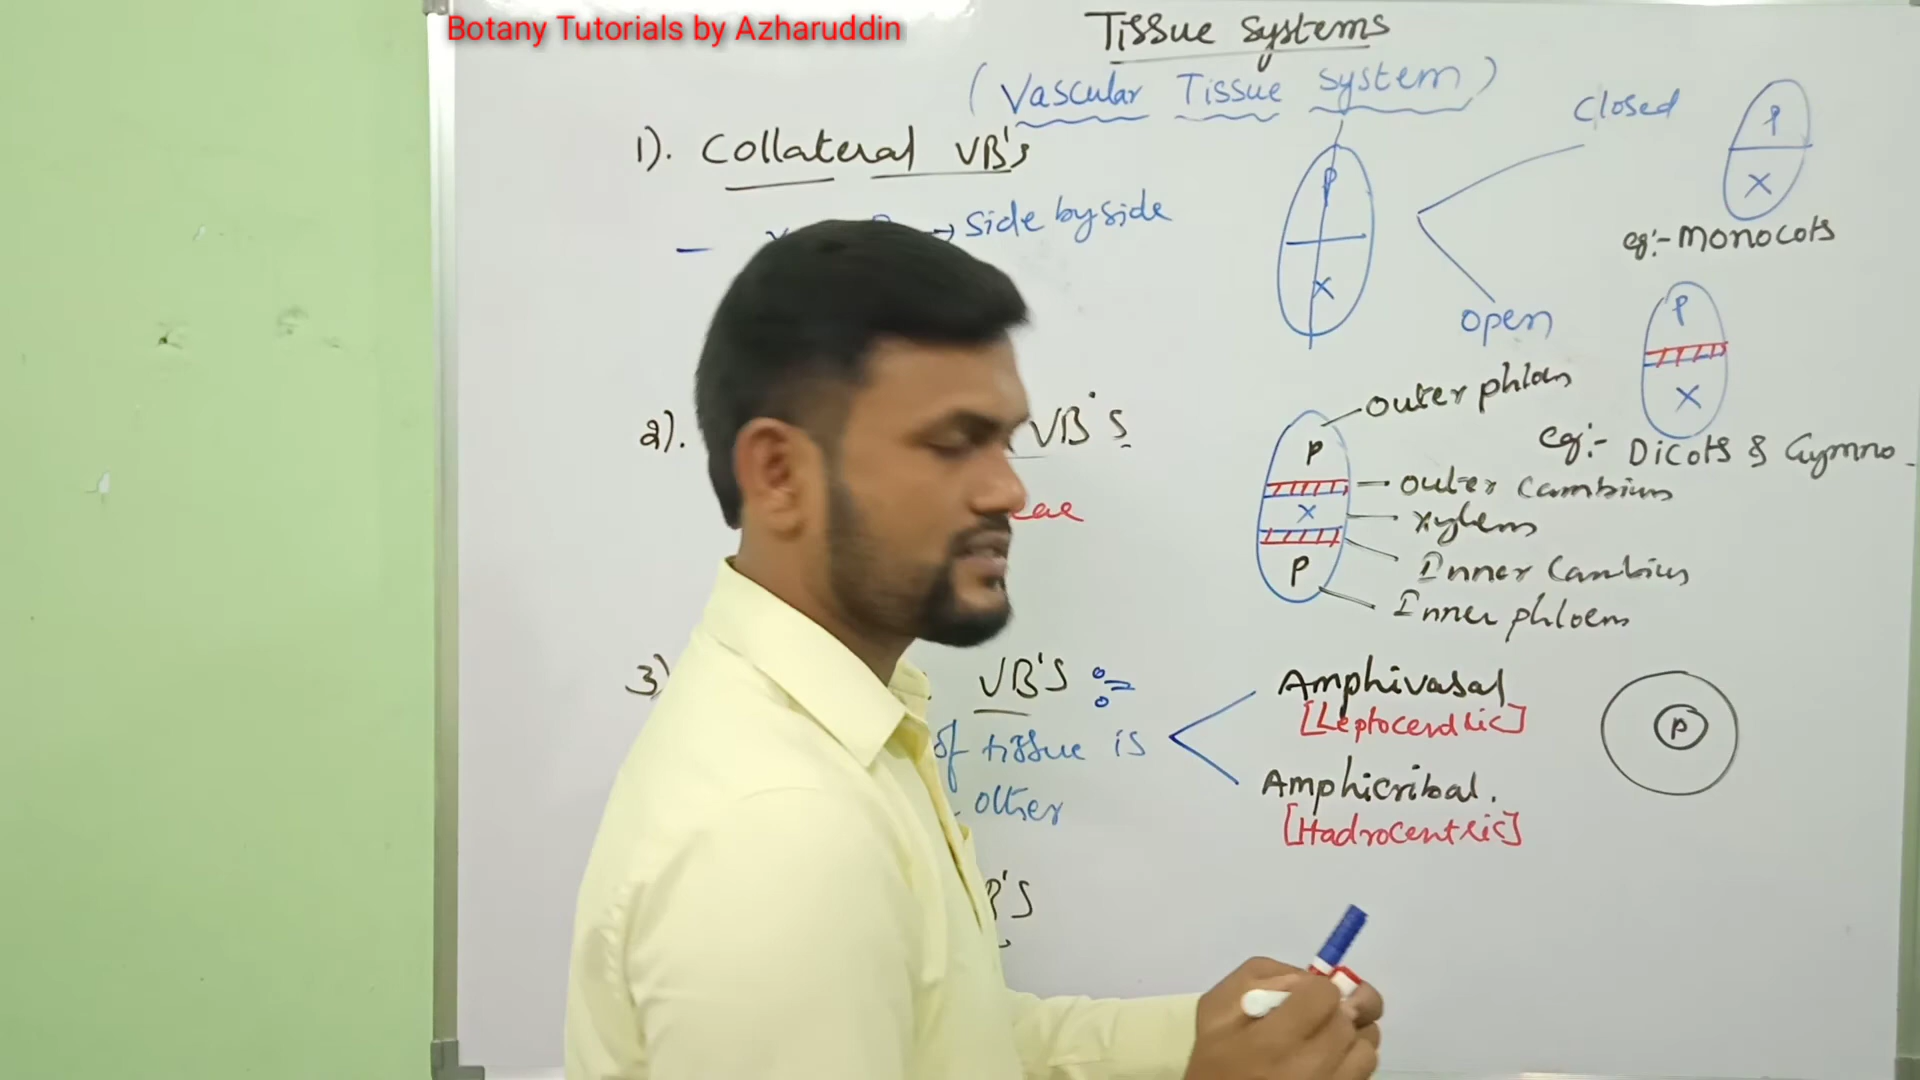 Botany Tutorials by Azharuddin
Tissue Systems
(Vascular Tissue System)
1). Collateral VB's
→ Side by side
P
X
Closed
P
X
eg:- Monocots
Open
P
X
eg:- Dicots & Gymno
2). VB'S
eae
P
X
P
outer phloem
outer cambium
xylem
Inner Cambium
Inner phloem
3) VB'S
of tissue is
other
Amphivasal
[Leptocentric]
Amphicribal.
[Hadrocentric]
P
'S